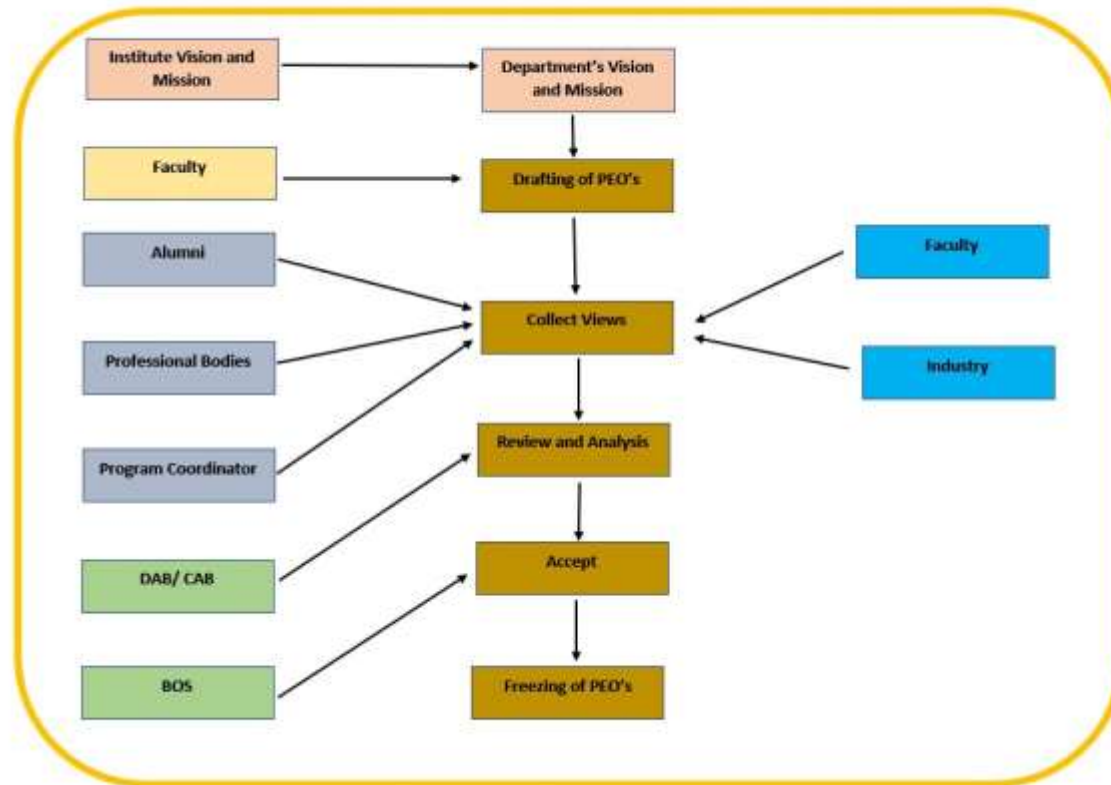 Institute Vision and
Mission
Department's Vision
and Mission
Faculty
Drafting of PEO's
Alumni
Faculty
Collect Views
Professional Bodies
Industry
Review and Analysis
Program Coordinator
Accept
DAB/ CAB
BOS
Freezing of PEO's